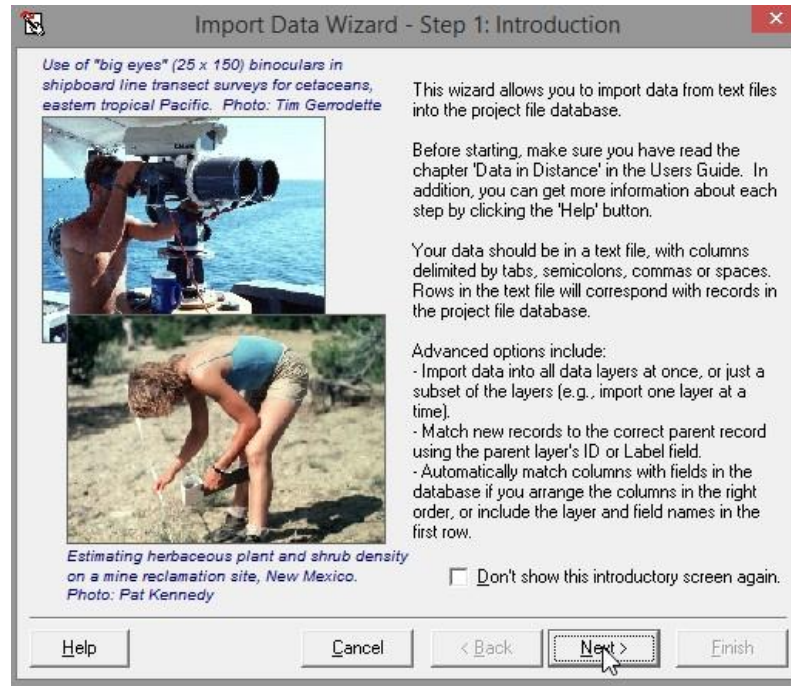 Import Data Wizard - Step 1: Introduction
Use of "big eyes" (25 x 150) binoculars in
shipboard line transect surveys for cetaceans,
eastern tropical Pacific. Photo: Tim Gerrodette
This wizard allows you to import data from text files
into the project file database.
Before starting, make sure you have read the
chapter 'Data in Distance' in the Users Guide. In
addition, you can get more information about each
step by clicking the 'Help' button.
Your data should be in a text file, with columns
delimited by tabs, semicolons, commas or spaces.
Rows in the text file will correspond with records in
the project file database.
Advanced options include:
- Import data into all data layers at once, or just a
subset of the layers (e.g., import one layer at a
time).
- Match new records to the correct parent record
using the parent layer's ID or Label field.
- Automatically match columns with fields in the
database if you arrange the columns in the right
order, or include the layer and field names in the
first row.
Estimating herbaceous plant and shrub density
on a mine reclamation site, New Mexico.
Photo: Pat Kennedy
Don't show this introductory screen again.
Help
Cancel
< Back
Next >
Finish